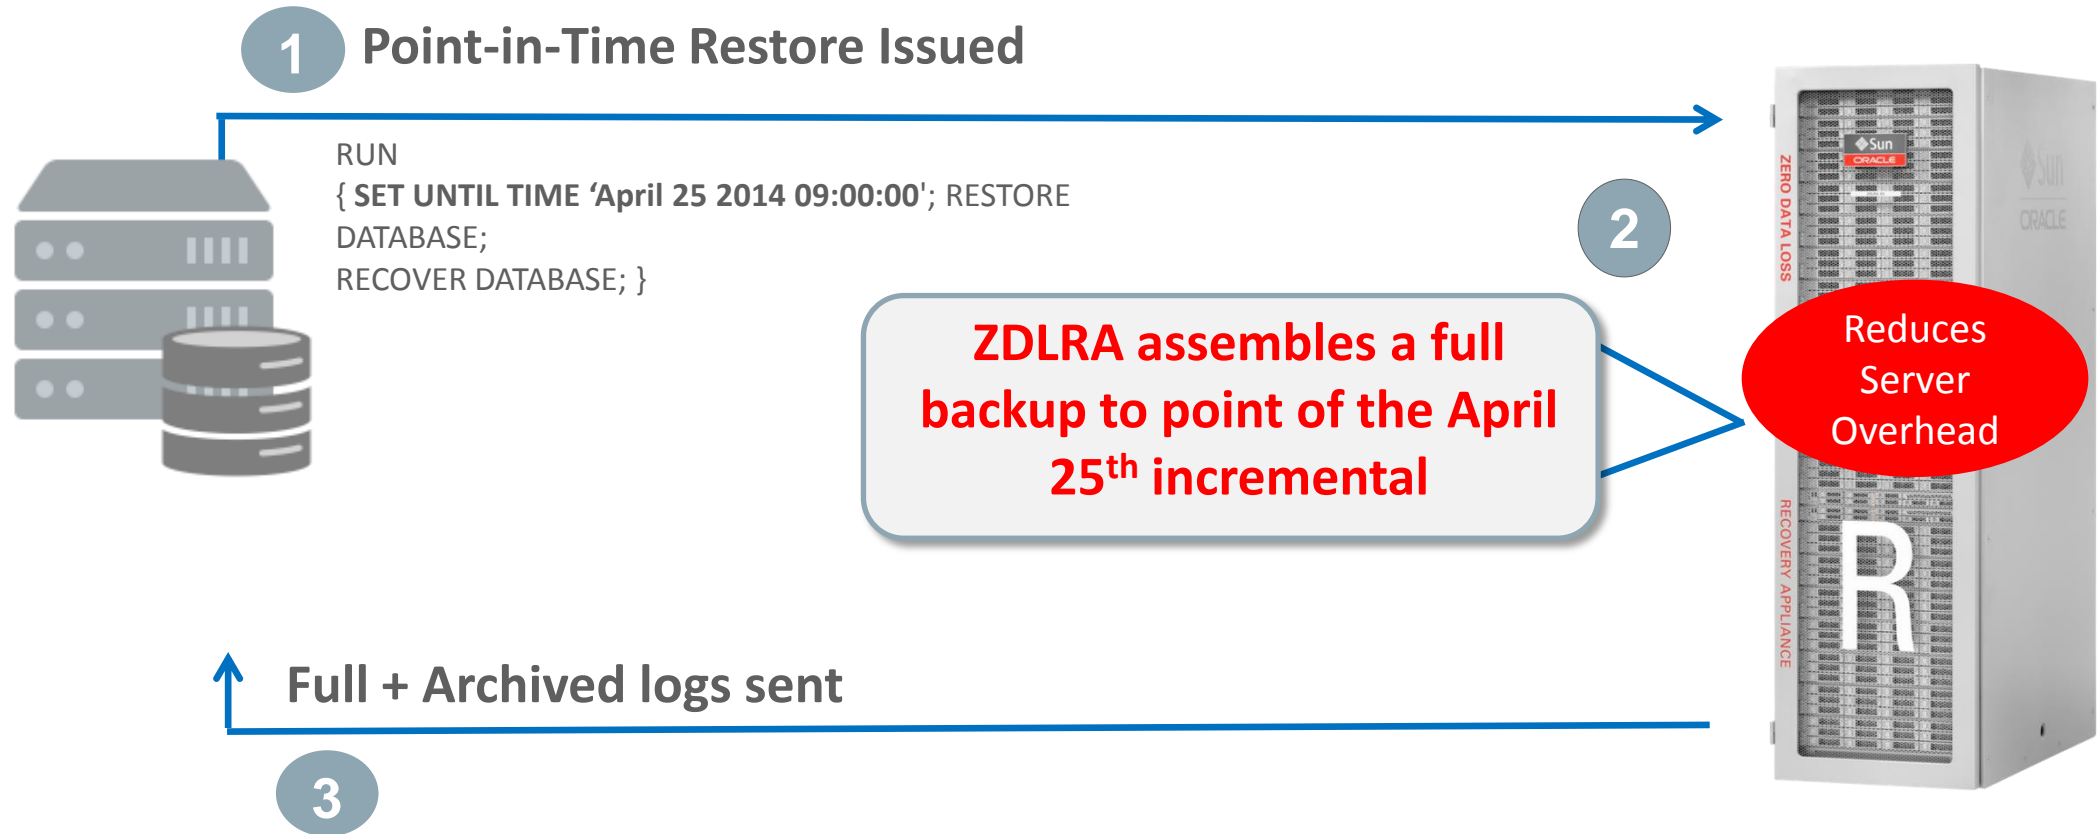 1
Point-in-Time Restore Issued
RUN
{ SET UNTIL TIME ‘April 25 2014 09:00:00'; RESTORE
DATABASE;
RECOVER DATABASE; }
2
ZDLRA assembles a full
backup to point of the April
25th incremental
Sun
ORACLE
Sun
ORACLE
ZERO DATA LOSS
Reduces
Server
Overhead
RECOVERY APPLIANCE
R
Full + Archived logs sent
3